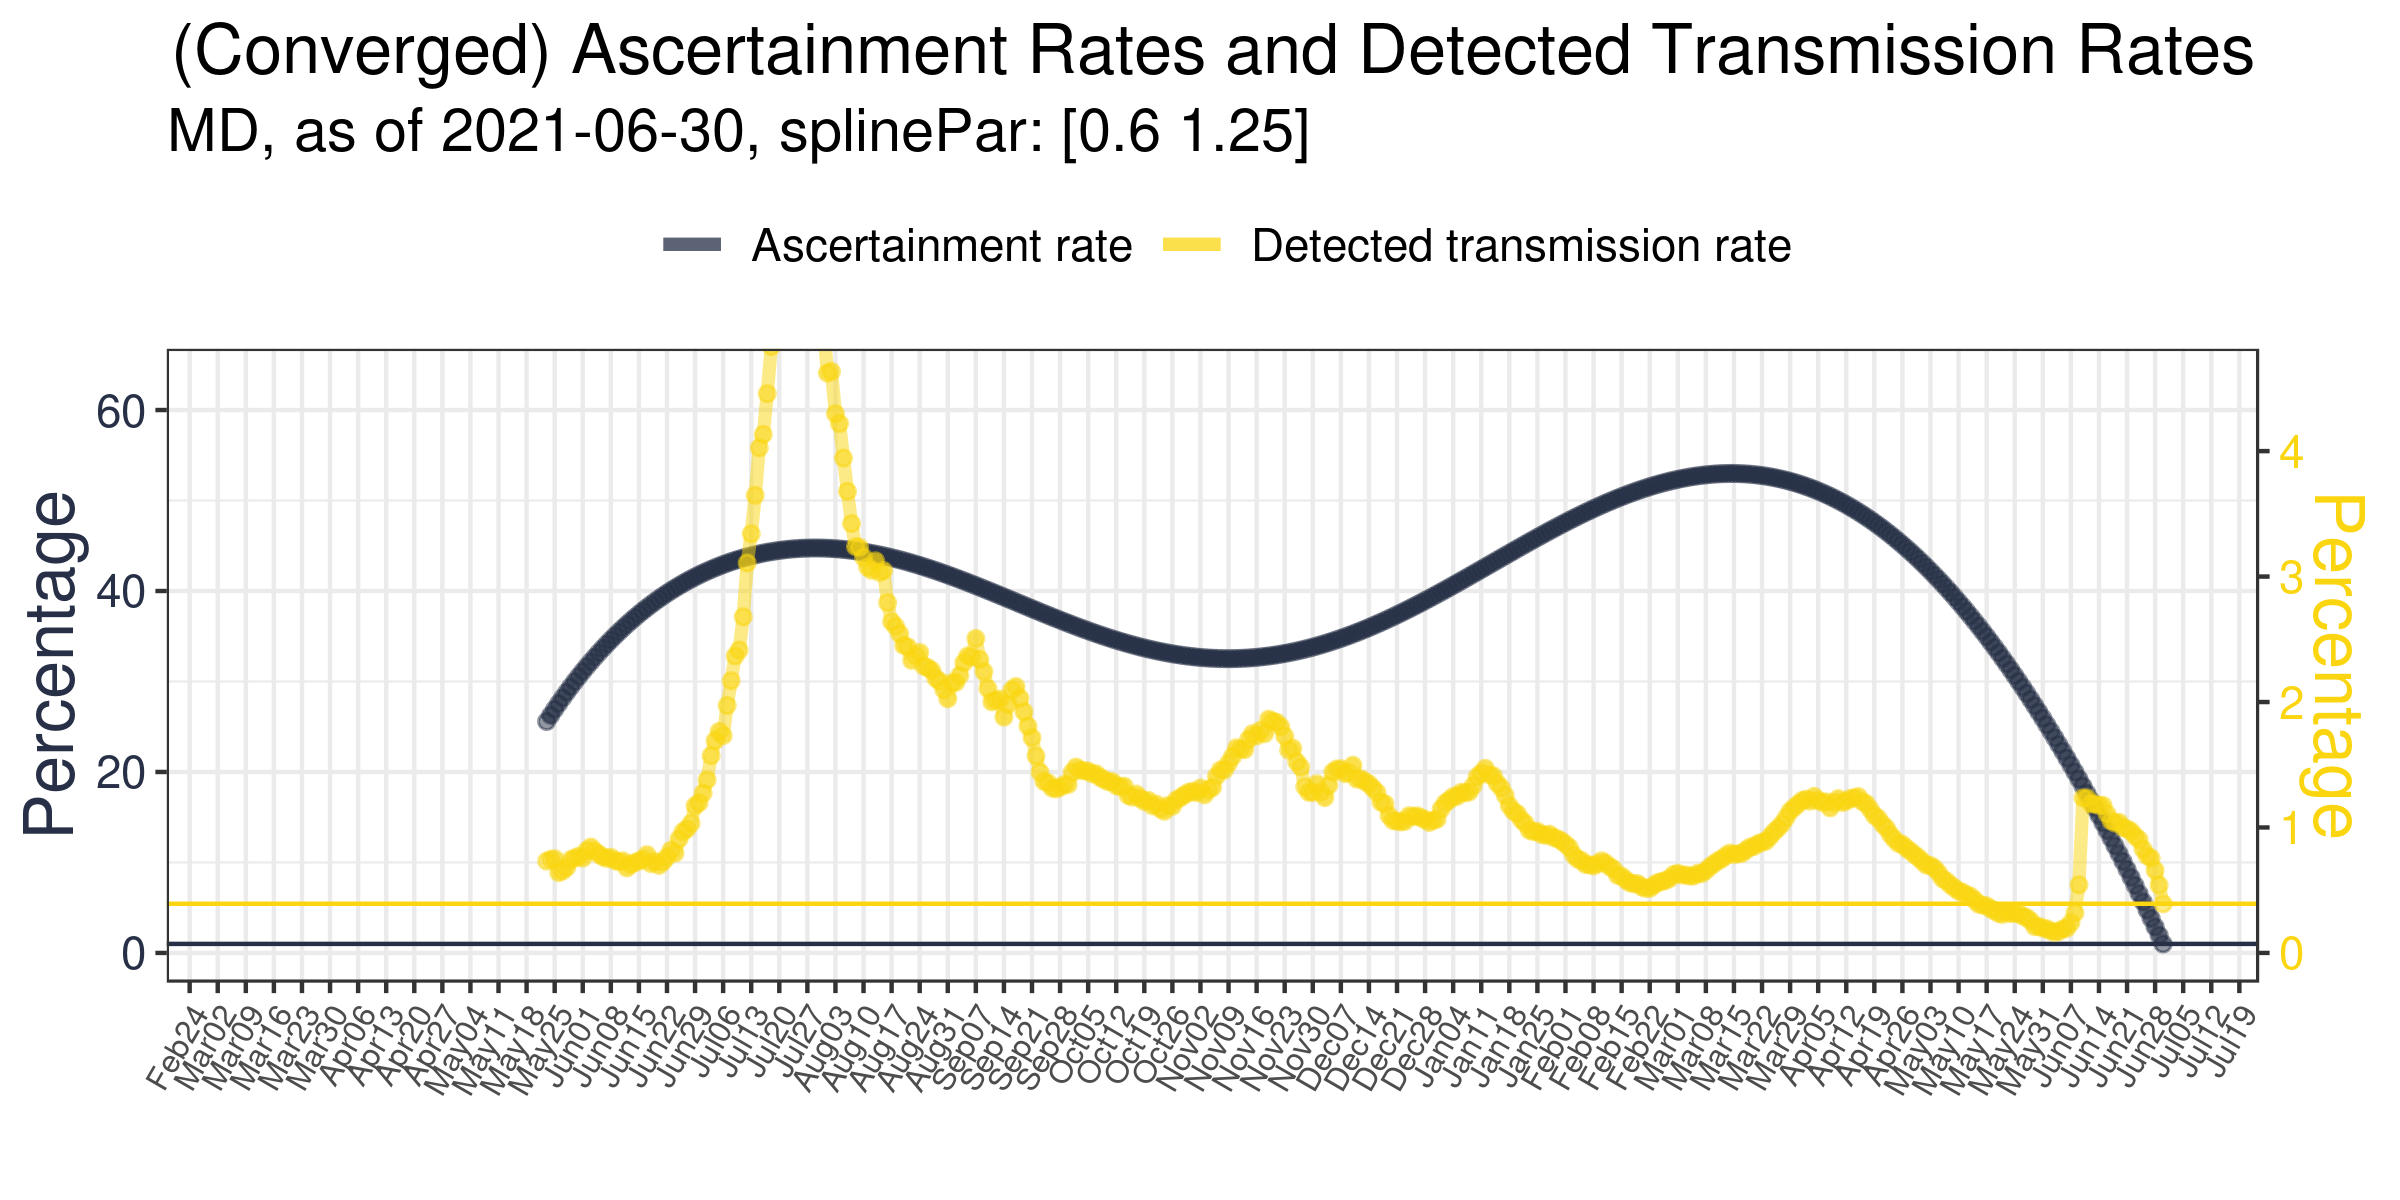 (Converged) Ascertainment Rates and Detected Transmission Rates
MD, as of 2021-06-30, splinePar: [0.6 1.25]
Ascertainment rate
Detected transmission rate
Percentage
60
40
20
0
4
3
2
1
0
Percentage
Feb24
Mar02
Mar09
Mar16
Mar23
Mar30
Apr06
Apr13
Apr20
Apr27
May04
May11
May18
May25
Jun01
Jun08
Jun15
Jun22
Jun29
Jul06
Jul13
Jul20
Jul27
Aug03
Aug10
Aug17
Aug24
Aug31
Sep07
Sep14
Sep21
Sep28
Oct05
Oct12
Oct19
Oct26
Nov02
Nov09
Nov16
Nov23
Nov30
Dec07
Dec14
Dec21
Dec28
Jan04
Jan11
Jan18
Jan25
Feb01
Feb08
Feb15
Feb22
Mar01
Mar08
Mar15
Mar22
Mar29
Apr05
Apr12
Apr19
Apr26
May03
May10
May17
May24
May31
Jun07
Jun14
Jun21
Jun28
Jul05
Jul12
Jul19